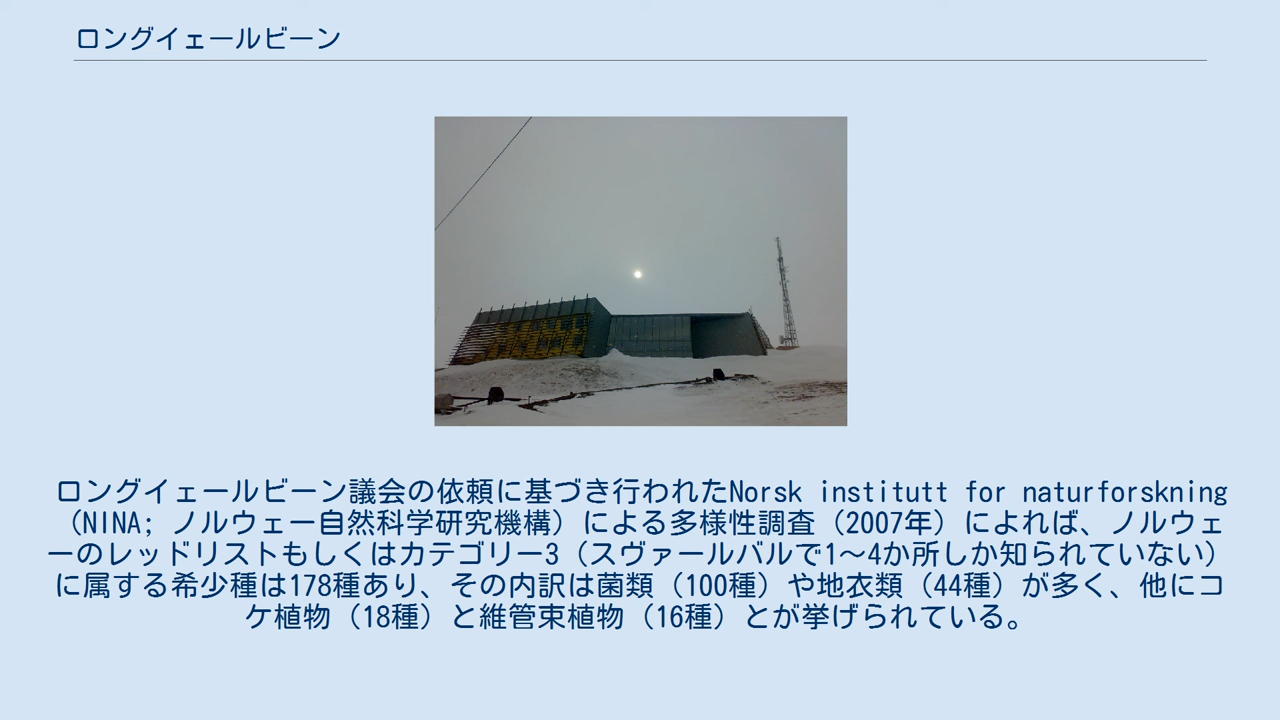 ロングイェールビーン
ロングイェールビーン議会の依頼に基づき行われたNorsk institutt for naturforskning
（NINA; ノルウェー自然科学研究機構）による多様性調査（2007年）によれば、ノルウェ
ーのレッドリストもしくはカテゴリー3（スヴァールバルで1～4か所しか知られていない）
に属する希少種は178種あり、その内訳は菌類（100種）や地衣類（44種）が多く、他にコ
ケ植物（18種）と維管束植物（16種）とが挙げられている。